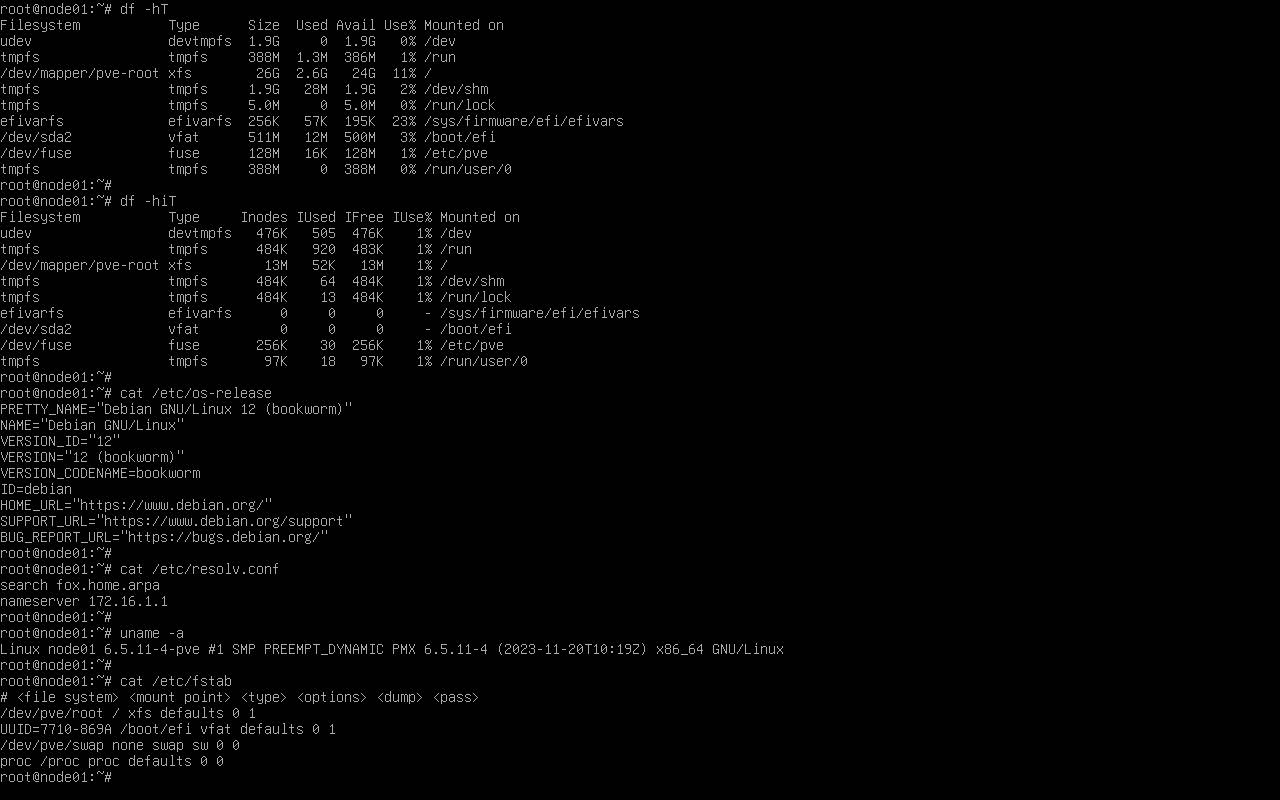 root@node01:~# df -hT
Filesystem           Type      Size  Used Avail Use% Mounted on
udev                 devtmpfs  1.9G     0  1.9G   0% /dev
tmpfs                tmpfs     388M  1.3M  386M   1% /run
/dev/mapper/pve-root xfs        26G  2.6G   24G  11% /
tmpfs                tmpfs     1.9G   28M  1.9G   2% /dev/shm
tmpfs                tmpfs     5.0M     0  5.0M   0% /run/lock
efivarfs             efivarfs  256K   57K  195K  23% /sys/firmware/efi/efivars
/dev/sda2            vfat      511M   12M  500M   3% /boot/efi
/dev/fuse            fuse      128M   16K  128M   1% /etc/pve
tmpfs                tmpfs     388M     0  388M   0% /run/user/0
root@node01:~#
root@node01:~# df -hiT
Filesystem           Type     Inodes IUsed IFree IUse% Mounted on
udev                 devtmpfs   476K   505  476K    1% /dev
tmpfs                tmpfs      484K   920  483K    1% /run
/dev/mapper/pve-root xfs         13M   52K   13M    1% /
tmpfs                tmpfs      484K    64  484K    1% /dev/shm
tmpfs                tmpfs      484K    13  484K    1% /run/lock
efivarfs             efivarfs      0     0     0     - /sys/firmware/efi/efivars
/dev/sda2            vfat          0     0     0     - /boot/efi
/dev/fuse            fuse       256K    30  256K    1% /etc/pve
tmpfs                tmpfs       97K    18   97K    1% /run/user/0
root@node01:~#
root@node01:~# cat /etc/os-release
PRETTY_NAME="Debian GNU/Linux 12 (bookworm)"
NAME="Debian GNU/Linux"
VERSION_ID="12"
VERSION="12 (bookworm)"
VERSION_CODENAME=bookworm
ID=debian
HOME_URL="https://www.debian.org/"
SUPPORT_URL="https://www.debian.org/support"
BUG_REPORT_URL="https://bugs.debian.org/"
root@node01:~#
root@node01:~# cat /etc/resolv.conf
search fox.home.arpa
nameserver 172.16.1.1
root@node01:~#
root@node01:~# uname -a
Linux node01 6.5.11-4-pve #1 SMP PREEMPT_DYNAMIC PMX 6.5.11-4 (2023-11-20T10:19Z) x86_64 GNU/Linux
root@node01:~#
root@node01:~# cat /etc/fstab
# <file system> <mount point> <type> <options> <dump> <pass>
/dev/pve/root / xfs defaults 0 1
UUID=7710-869A /boot/efi vfat defaults 0 1
/dev/pve/swap none swap sw 0 0
proc /proc proc defaults 0 0
root@node01:~#